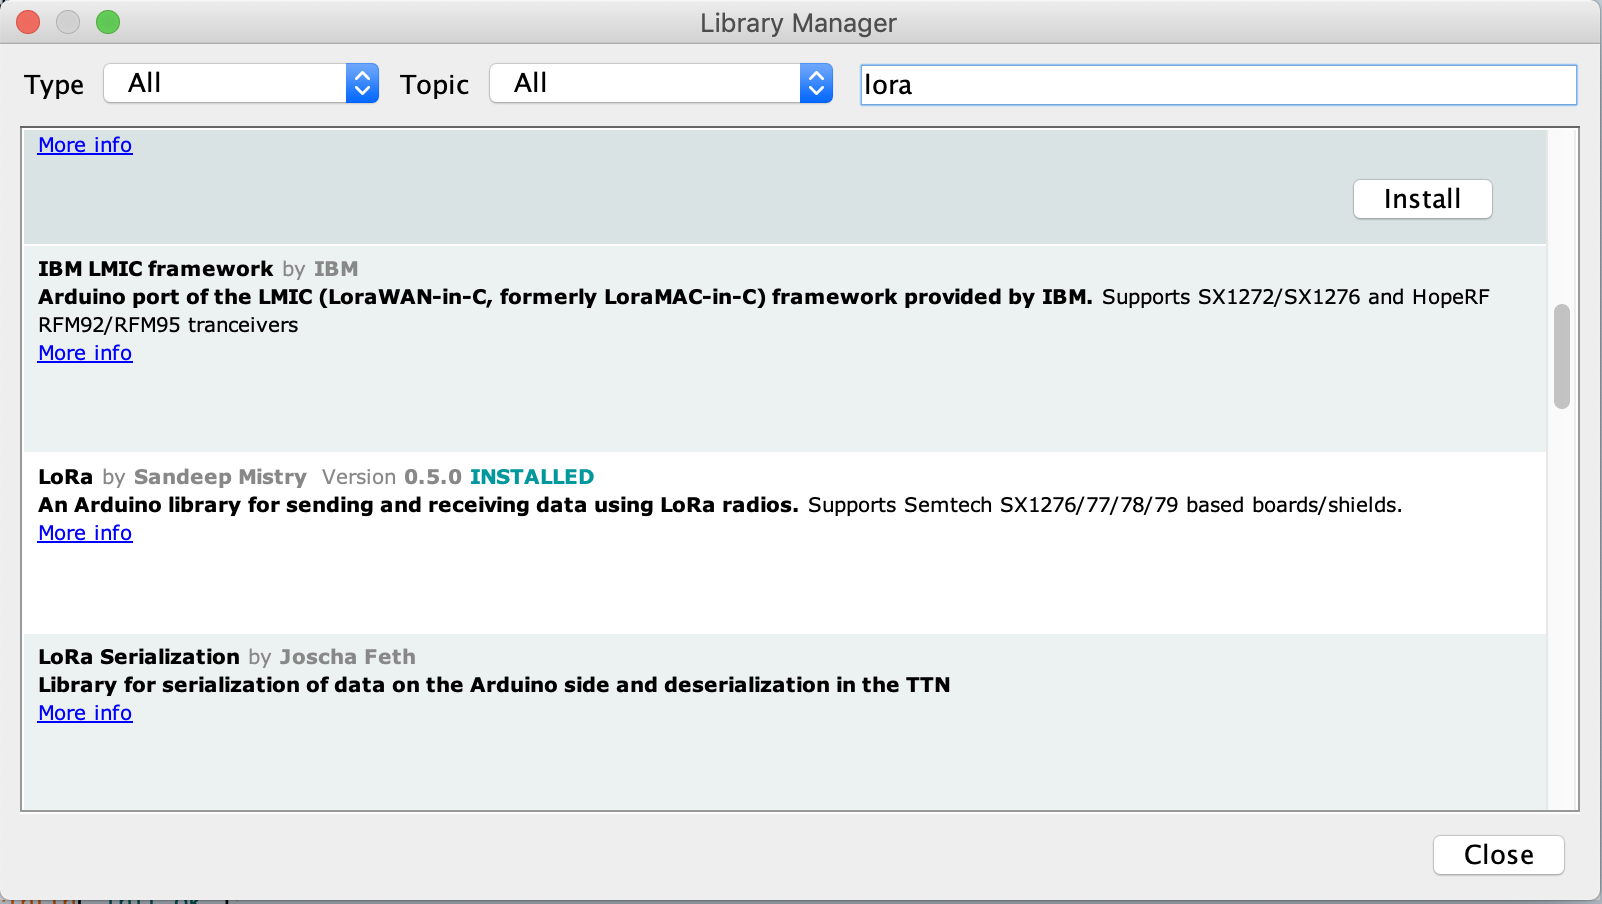 Library Manager
Type All Topic All lora
More info
Install
IBM LMIC framework by IBM
Arduino port of the LMIC (LoraWAN-in-C, formerly LoraMAC-in-C) framework provided by IBM. Supports SX1272/SX1276 and HopeRF
RFM92/RFM95 tranceivers
More info
LoRa by Sandeep Mistry Version 0.5.0 INSTALLED
An Arduino library for sending and receiving data using LoRa radios. Supports Semtech SX1276/77/78/79 based boards/shields.
More info
LoRa Serialization by Joscha Feth
Library for serialization of data on the Arduino side and deserialization in the TTN
More info
Close